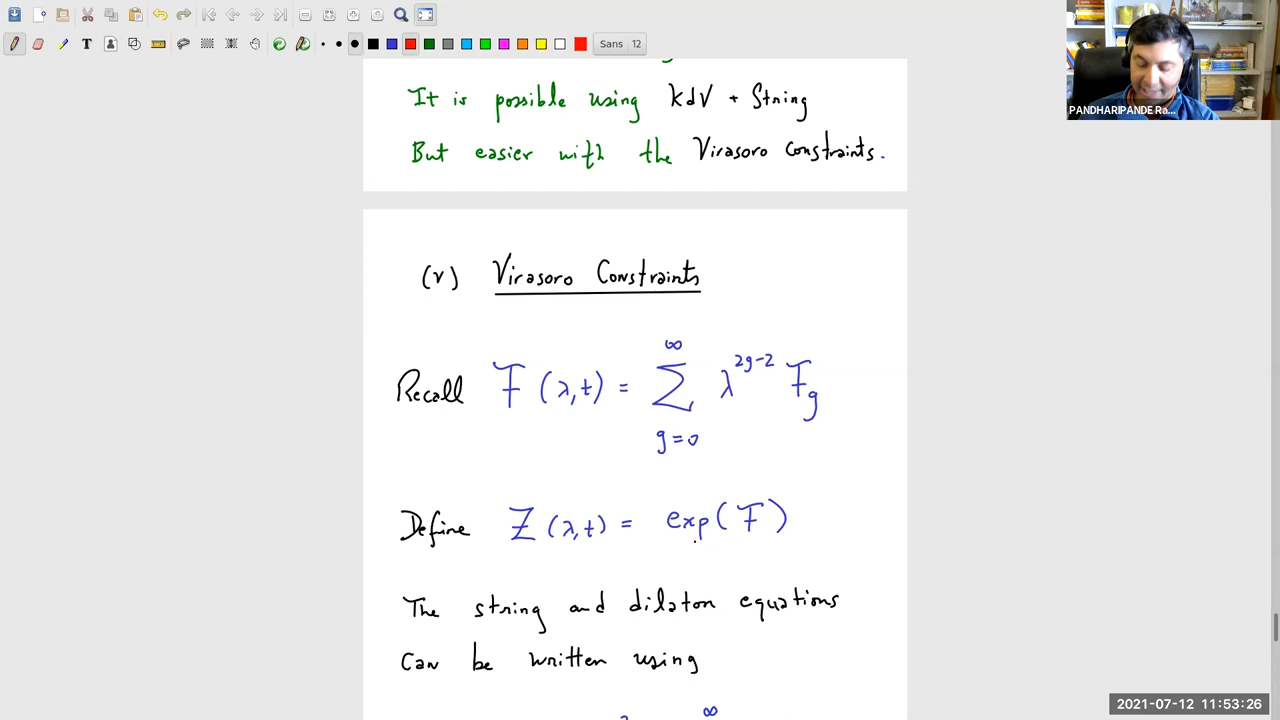 Sans 12
PANDHARIPANDE Ra...
It is possible using KdV + String
But easier with the Virasoro Constraints.
(v) Virasoro Constraints
Recall F(λ,t) = ∑_{g=0}^{∞} λ^{2g-2} F_g
Define Z(λ,t) = exp(F)
The string and dilaton equations
Can be written using
∞
2021-07-12 11:53:26